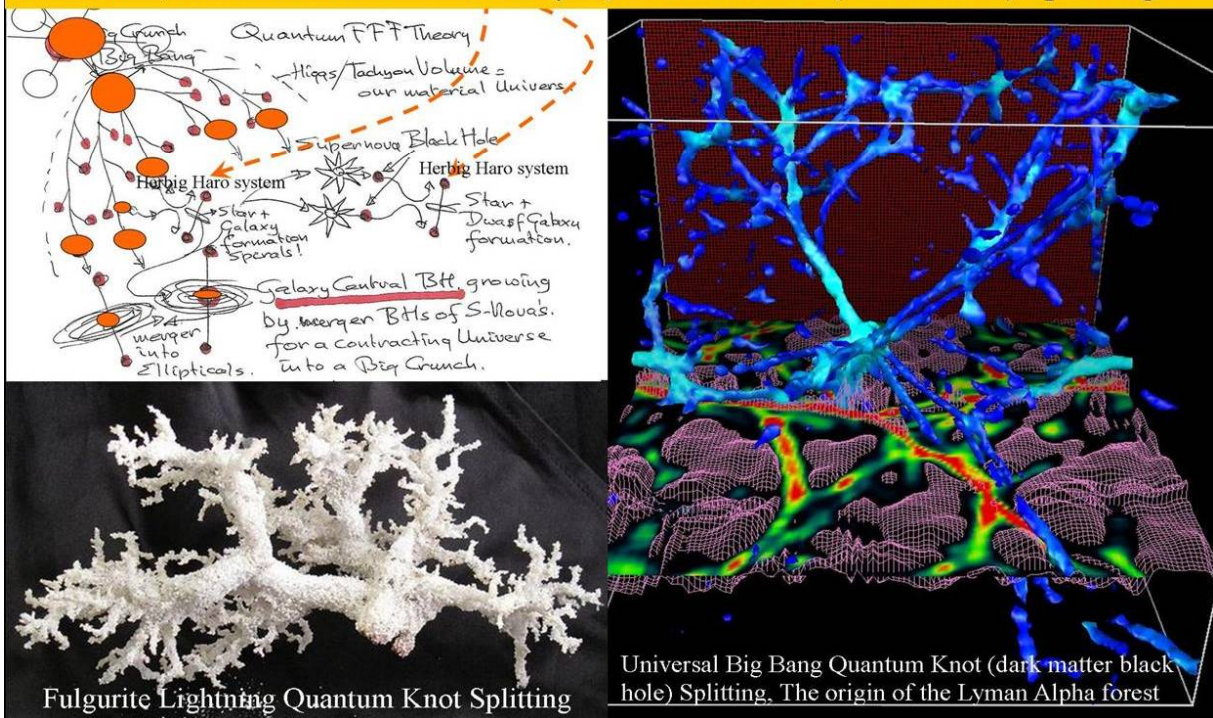 g Crunch
Big Bang
Quantum FFF Theory
Higgs/Tachyon Volume =
our material Univers.
Supernova Black Hole
Herbig Haro system
Herbig Haro system
Star +
Galaxy
formation
Spirals!
Star +
Dwarf Galaxy
formation.
Galaxy Central BH. growing
by merger BHs of S-Nova's.
for a contracting Universe
into a Big Crunch.
merger
into
Ellipticals.
Fulgurite Lightning Quantum Knot Splitting
Universal Big Bang Quantum Knot (dark matter black
hole) Splitting, The origin of the Lyman Alpha forest